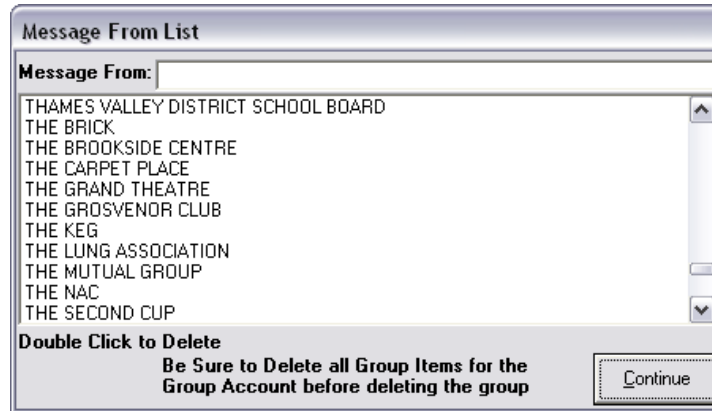 Message From List
Message From:
THAMES VALLEY DISTRICT SCHOOL BOARD
THE BRICK
THE BROOKSIDE CENTRE
THE CARPET PLACE
THE GRAND THEATRE
THE GROSVENOR CLUB
THE KEG
THE LUNG ASSOCIATION
THE MUTUAL GROUP
THE NAC
THE SECOND CUP
Double Click to Delete
Be Sure to Delete all Group Items for the
Group Account before deleting the group
Continue